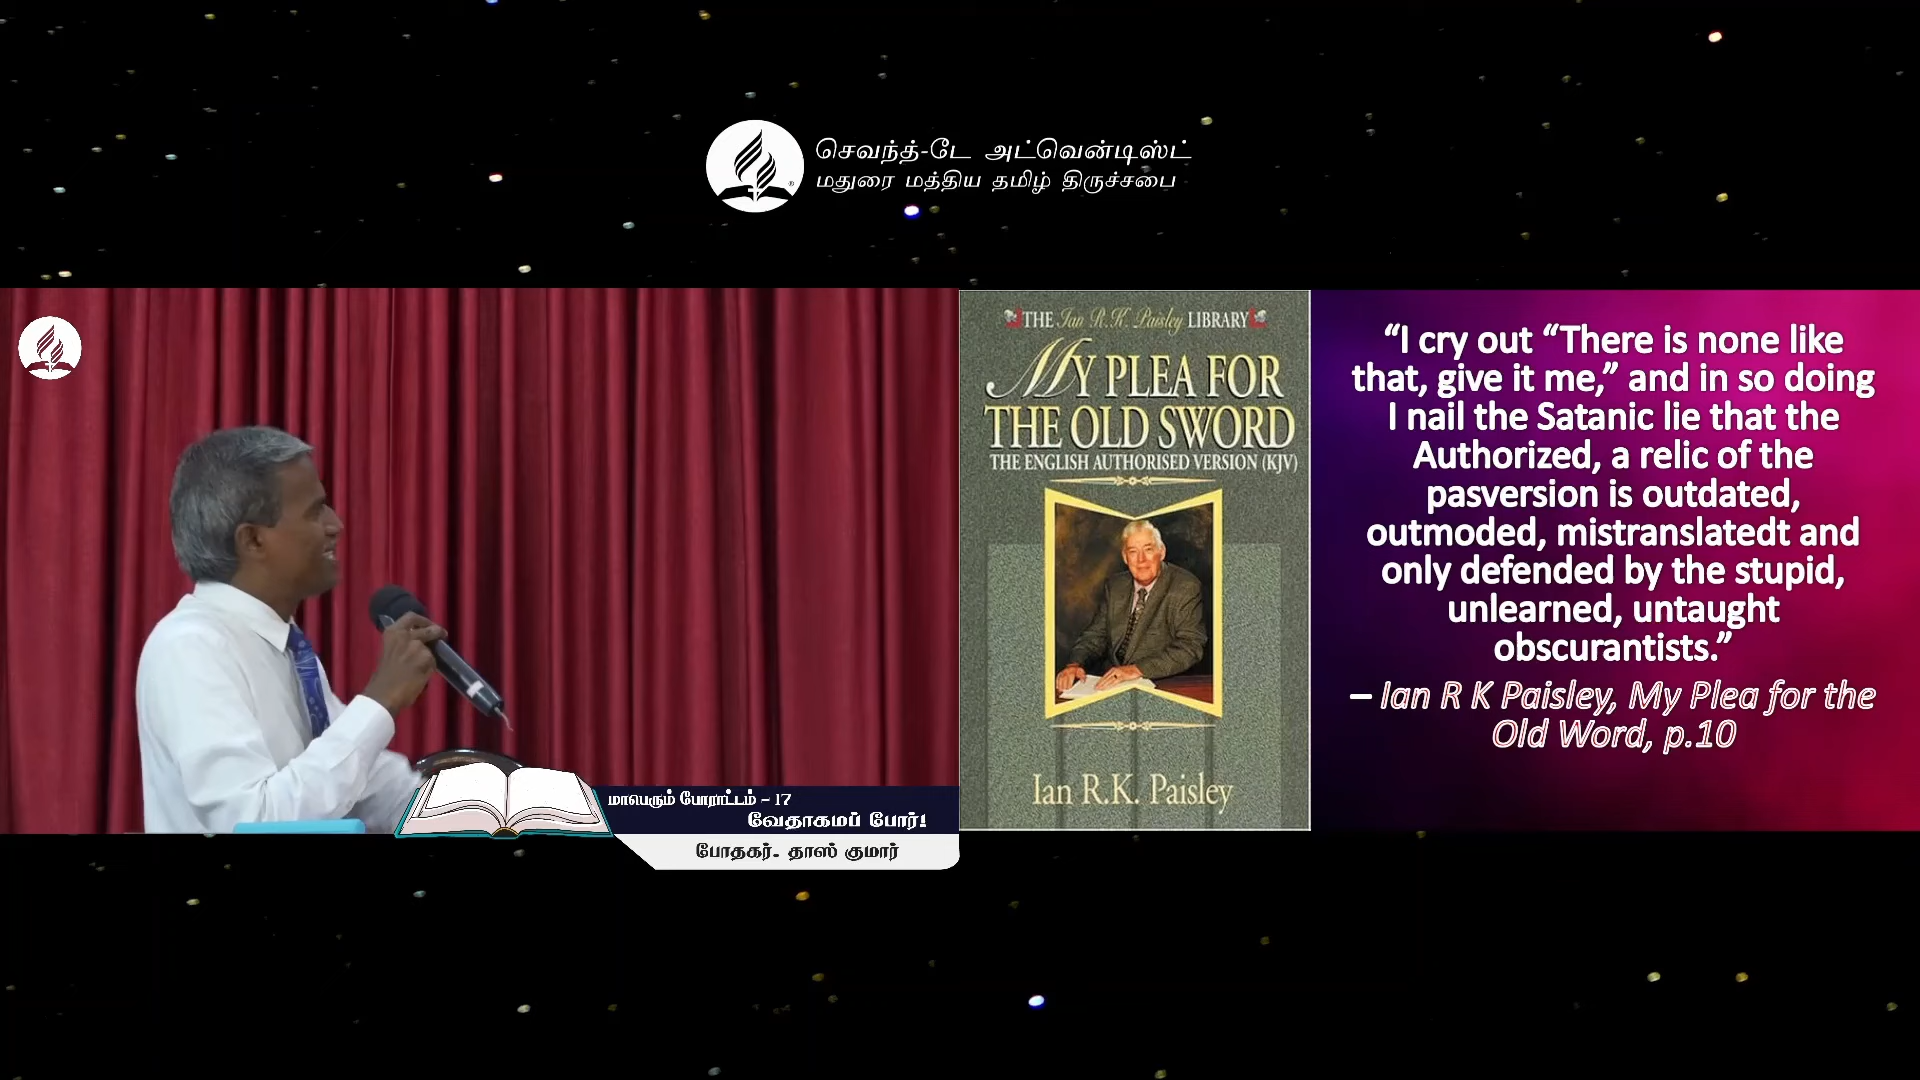 செவந்த்-டே அட்வென்டிஸ்ட்
மதுரை மத்திய தமிழ் திருச்சபை
THE Ian R.K. Paisley LIBRARY
MY PLEA FOR
THE OLD SWORD
THE ENGLISH AUTHORISED VERSION (KJV)
Ian R.K. Paisley
“I cry out “There is none like
that, give it me,” and in so doing
I nail the Satanic lie that the
Authorized, a relic of the
pasversion is outdated,
outmoded, mistranslatedt and
only defended by the stupid,
unlearned, untaught
obscurantists.”
– Ian R K Paisley, My Plea for the
Old Word, p.10
மாபெரும் போராட்டம் - 17
வேதாகமப் போர்!
போதகர். தாஸ் குமார்